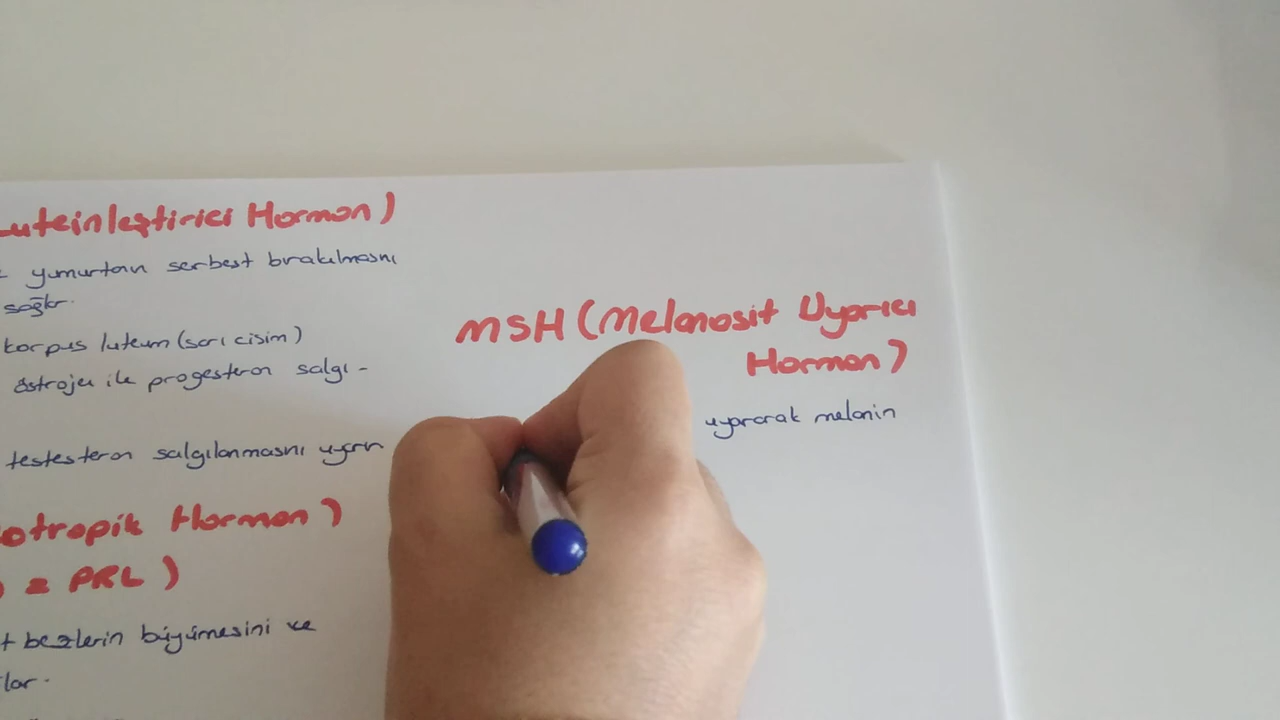 Luteinleştirici Hormon)
yumurtanın serbest bırakılmasını
sağlar.
korpus luteum (sarı cisim)
östrojen ile progesteron salgı-
testesteron salgılanmasını uyarır
otropik Hormon)
= PRL)
t bezlerin büyümesini ve
lar.
MSH (Melanosit Uyarıcı
Hormon)
uyararak melanin